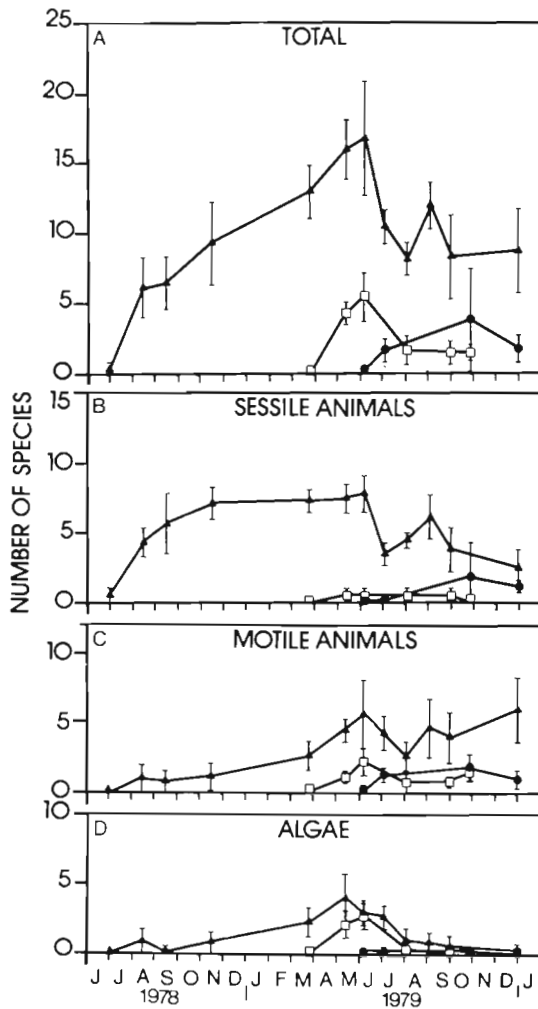 A TOTAL
25
20
15
10
5
0
B SESSILE ANIMALS
15
10
5
0
C MOTILE ANIMALS
10
5
0
D ALGAE
10
5
0
NUMBER OF SPECIES
J J A S O N D J F M A M J J A S O N D J
1978 1979